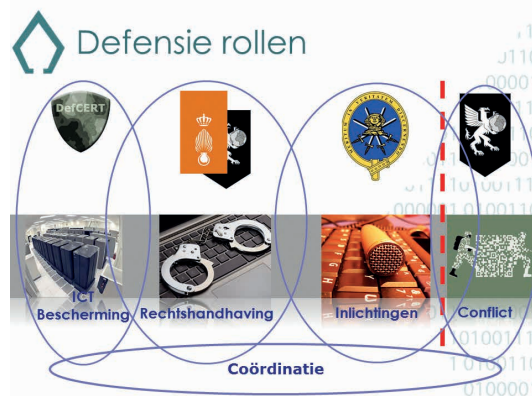 Defensie rollen
DefCERT
ICT
Bescherming
Rechtshandhaving
Inlichtingen
Conflict
Coördinatie